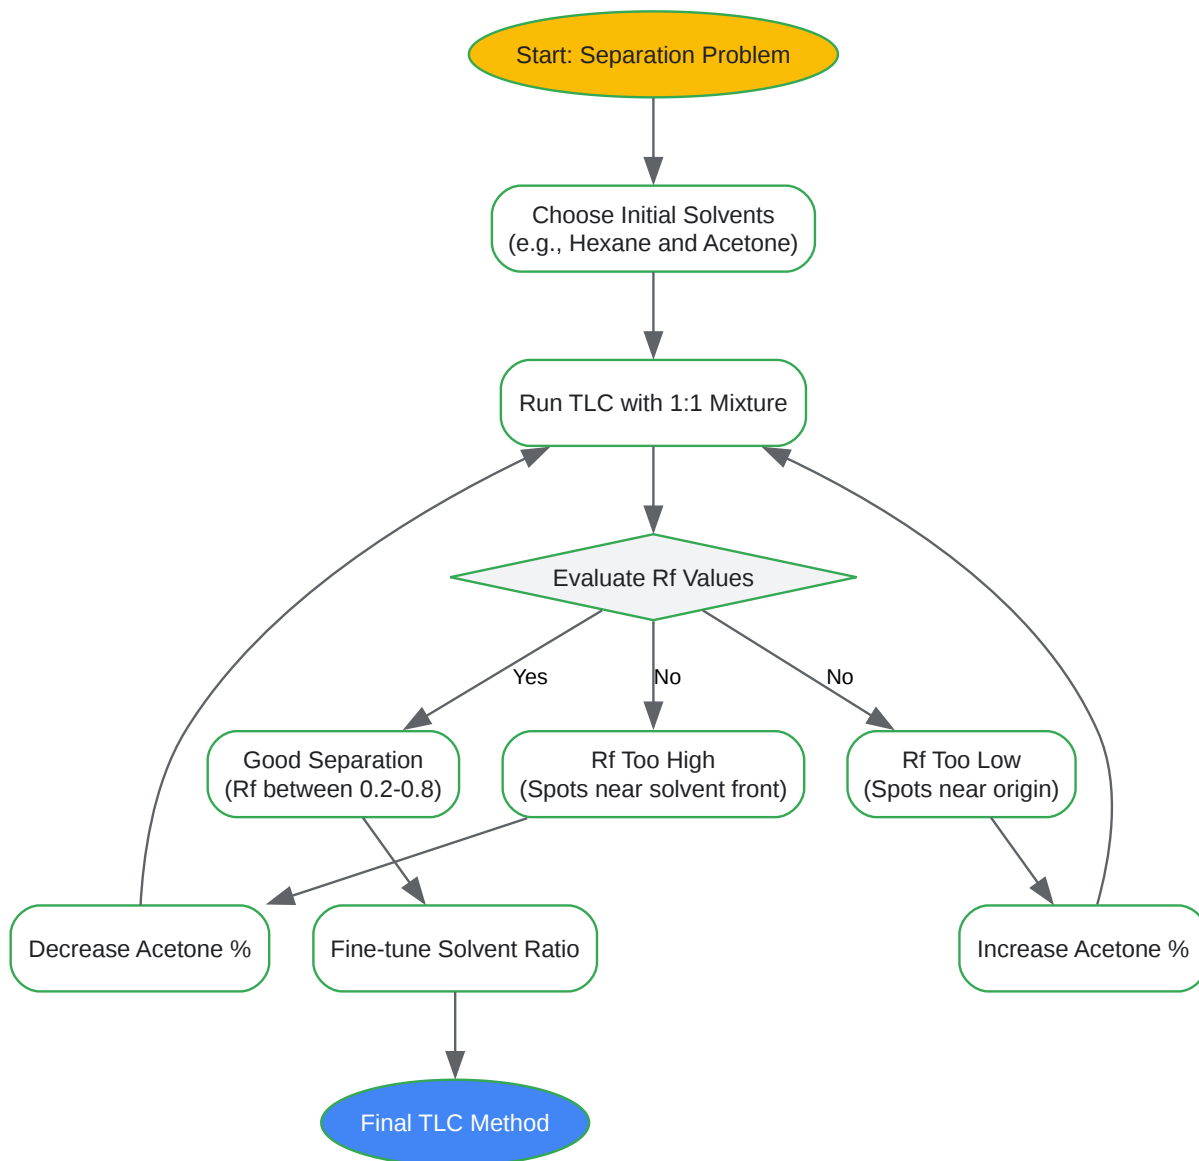 Start: Separation Problem
Choose Initial Solvents
(e.g., Hexane and Acetone)
Run TLC with 1:1 Mixture
Evaluate Rf Values
Yes
No
No
Good Separation
(Rf between 0.2-0.8)
Rf Too High
(Spots near solvent front)
Rf Too Low
(Spots near origin)
Decrease Acetone %
Fine-tune Solvent Ratio
Increase Acetone %
Final TLC Method